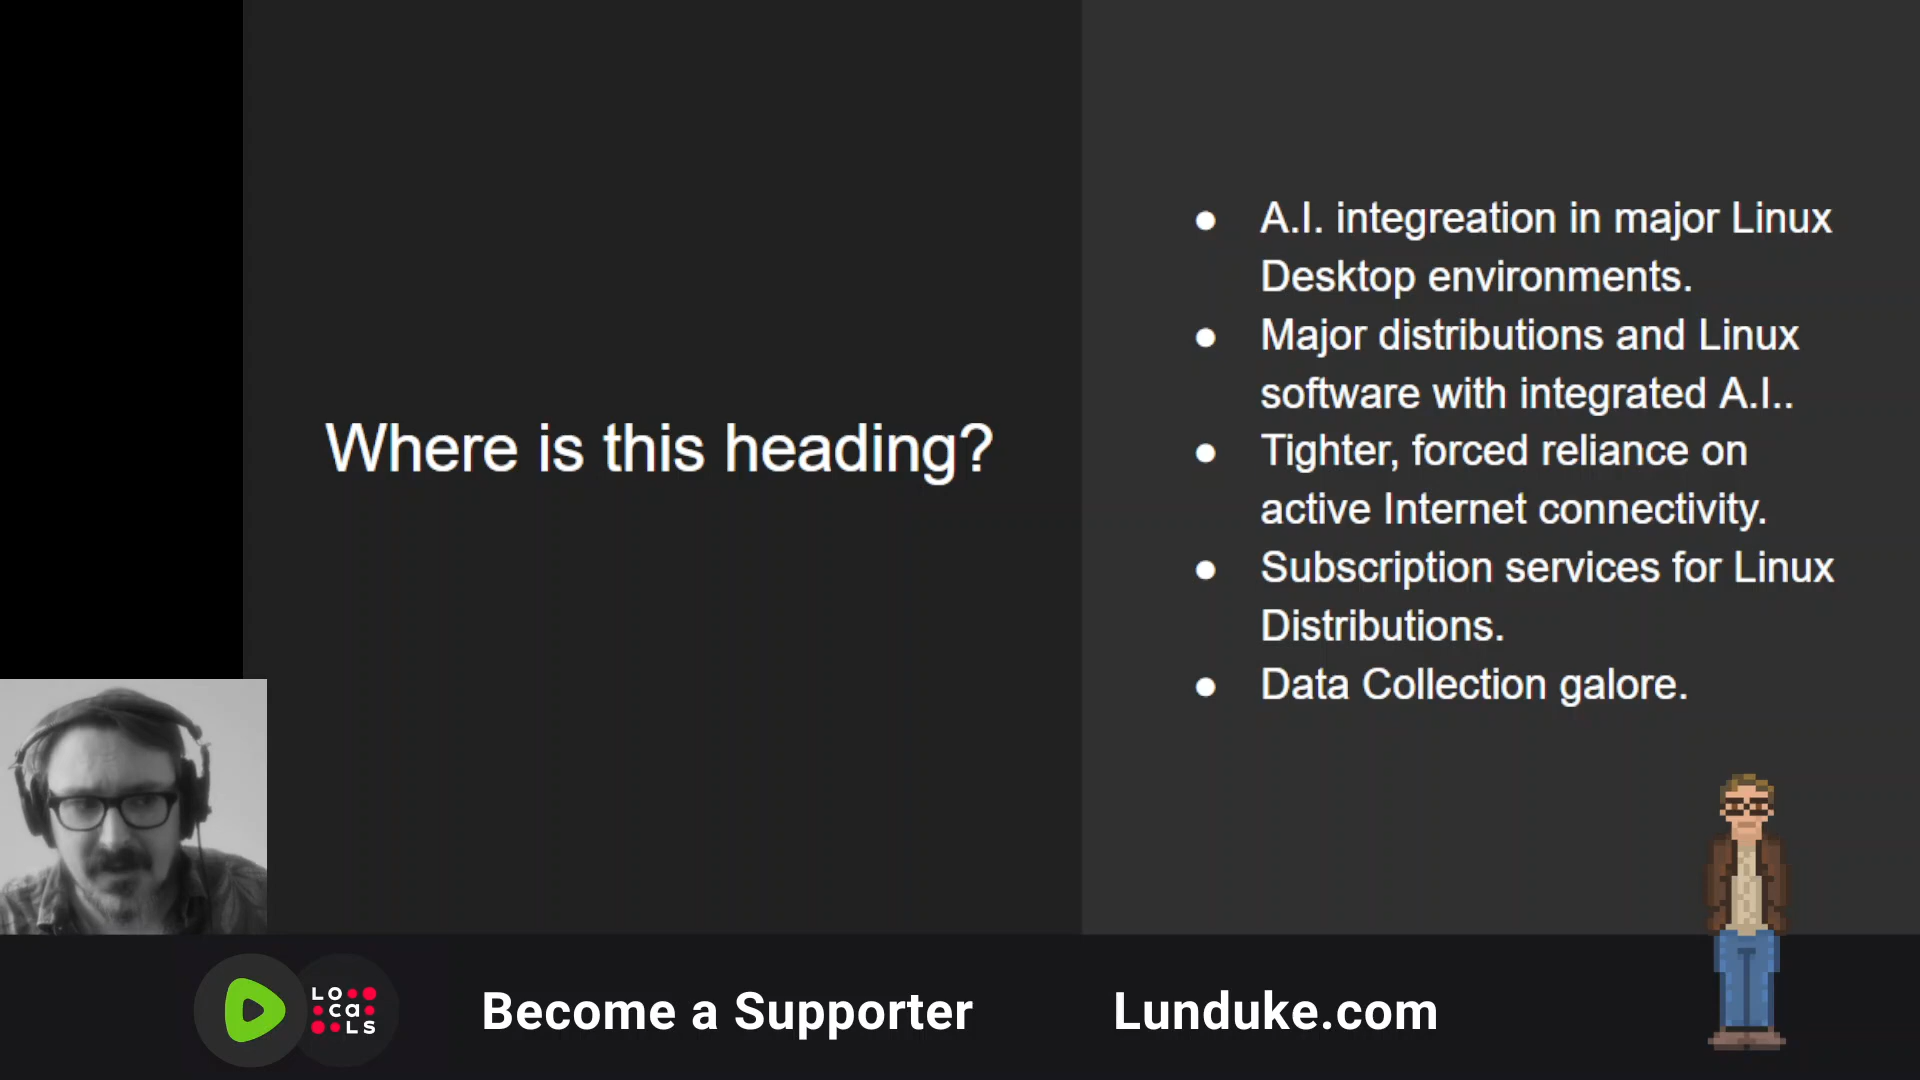 Where is this heading?
● A.I. integreation in major Linux
Desktop environments.
● Major distributions and Linux
software with integrated A.I..
● Tighter, forced reliance on
active Internet connectivity.
● Subscription services for Linux
Distributions.
● Data Collection galore.
LO
ca
LS
Become a Supporter
Lunduke.com